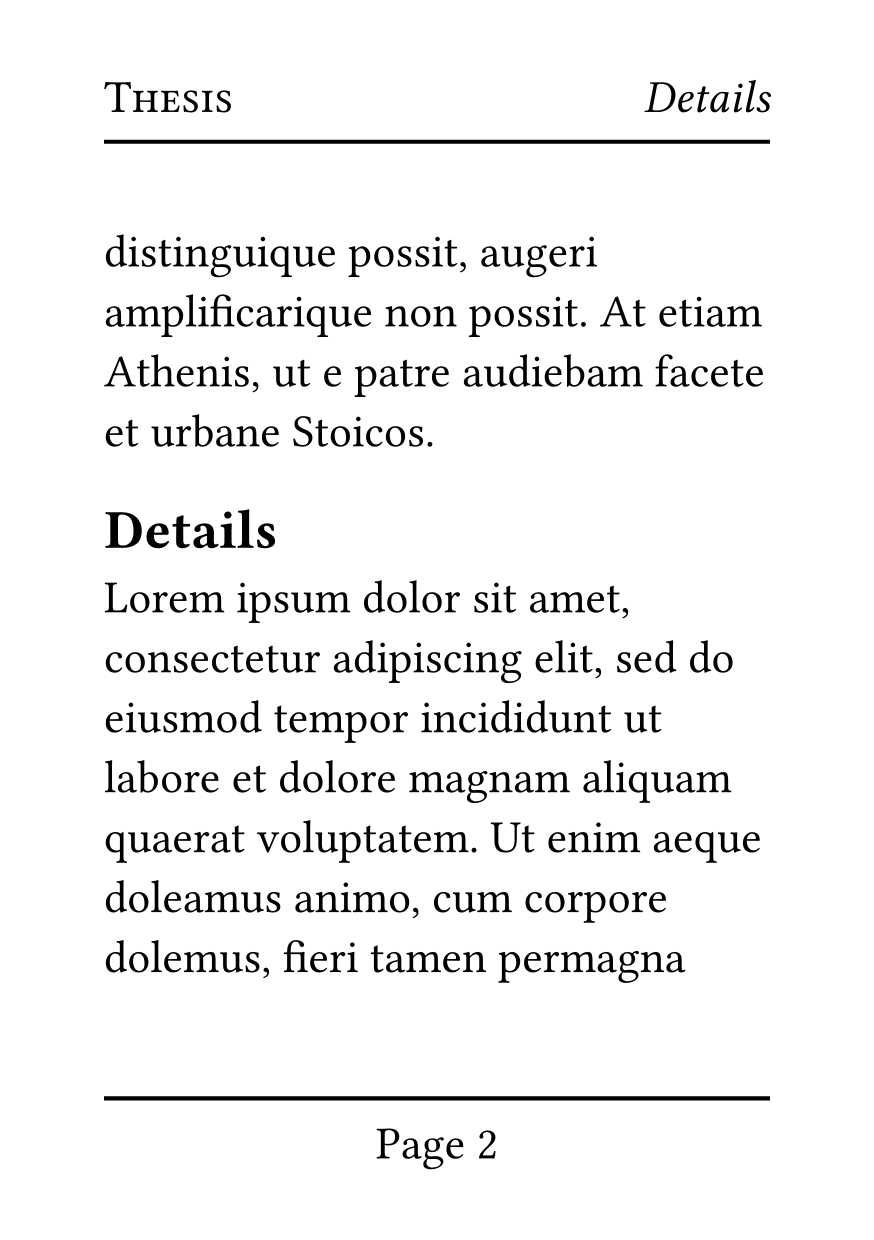 Thesis Details
distinguique possit, augeri
amplificarique non possit. At etiam
Athenis, ut e patre audiebam facete
et urbane Stoicos.
Details
Lorem ipsum dolor sit amet,
consectetur adipiscing elit, sed do
eiusmod tempor incididunt ut
labore et dolore magnam aliquam
quaerat voluptatem. Ut enim aeque
doleamus animo, cum corpore
dolemus, fieri tamen permagna
Page 2